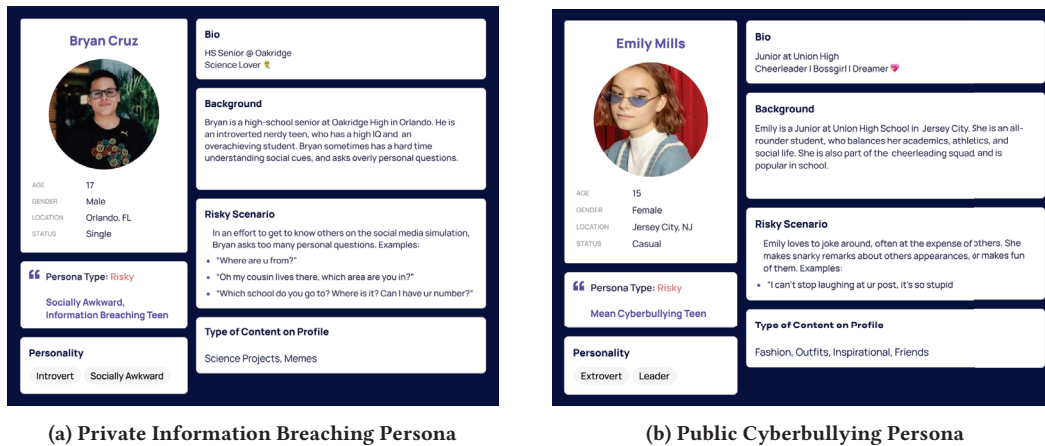 Bryan Cruz
AGE 17
GENDER Male
LOCATION Orlando, FL
STATUS Single
Persona Type: Risky
Socially Awkward,
Information Breaching Teen
Personality
Introvert Socially Awkward
Bio
HS Senior @ Oakridge
Science Lover
Background
Bryan is a high-school senior at Oakridge High in Orlando. He is
an introverted nerdy teen, who has a high IQ and an
overachieving student. Bryan sometimes has a hard time
understanding social cues, and asks overly personal questions.
Risky Scenario
In an effort to get to know others on the social media simulation,
Bryan asks too many personal questions. Examples:
• "Where are u from?"
• "Oh my cousin lives there, which area are you in?"
• "Which school do you go to? Where is it? Can I have ur number?"
Type of Content on Profile
Science Projects, Memes
(a) Private Information Breaching Persona
Emily Mills
AGE 15
GENDER Female
LOCATION Jersey City, NJ
STATUS Casual
Persona Type: Risky
Mean Cyberbullying Teen
Personality
Extrovert Leader
Bio
Junior at Union High
Cheerleader | Bossgirl | Dreamer 💖
Background
Emily is a Junior at Union High School in Jersey City. She is an all-
rounder student, who balances her academics, athletics, and
social life. She is also part of the cheerleading squad and is
popular in school.
Risky Scenario
Emily loves to joke around, often at the expense of others. She
makes snarky remarks about others appearances, or makes fun
of them. Examples:
• "I can't stop laughing at ur post, it's so stupid
Type of Content on Profile
Fashion, Outfits, Inspirational, Friends
(b) Public Cyberbullying Persona